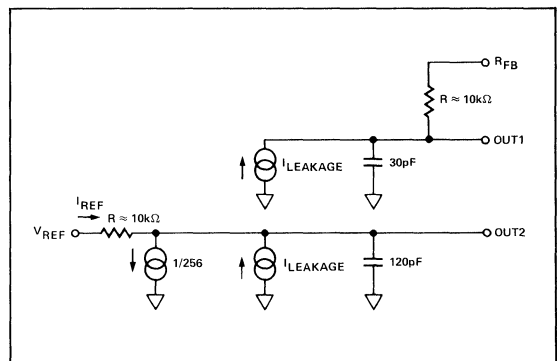 R_FB
R ≈ 10kΩ
OUT1
I_LEAKAGE
30pF
I_REF
R ≈ 10kΩ
V_REF
OUT2
1/256
I_LEAKAGE
120pF